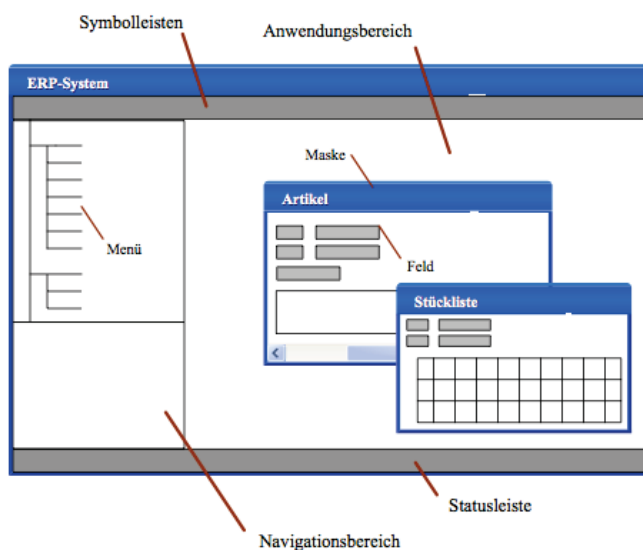 Symbolleisten
Anwendungsbereich
ERP-System
Maske
Artikel
Menü
Feld
Stückliste
Statusleiste
Navigationsbereich